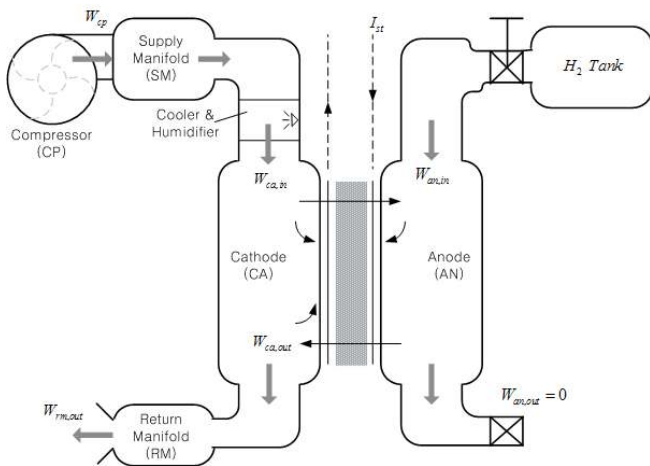 W_cp
Supply
Manifold
(SM)
I_st
H_2 Tank
Compressor
(CP)
Cooler &
Humidifier
W_ca,in
W_an,in
Cathode
(CA)
Anode
(AN)
W_ca,out
W_rm,out
Return
Manifold
(RM)
W_an,out = 0